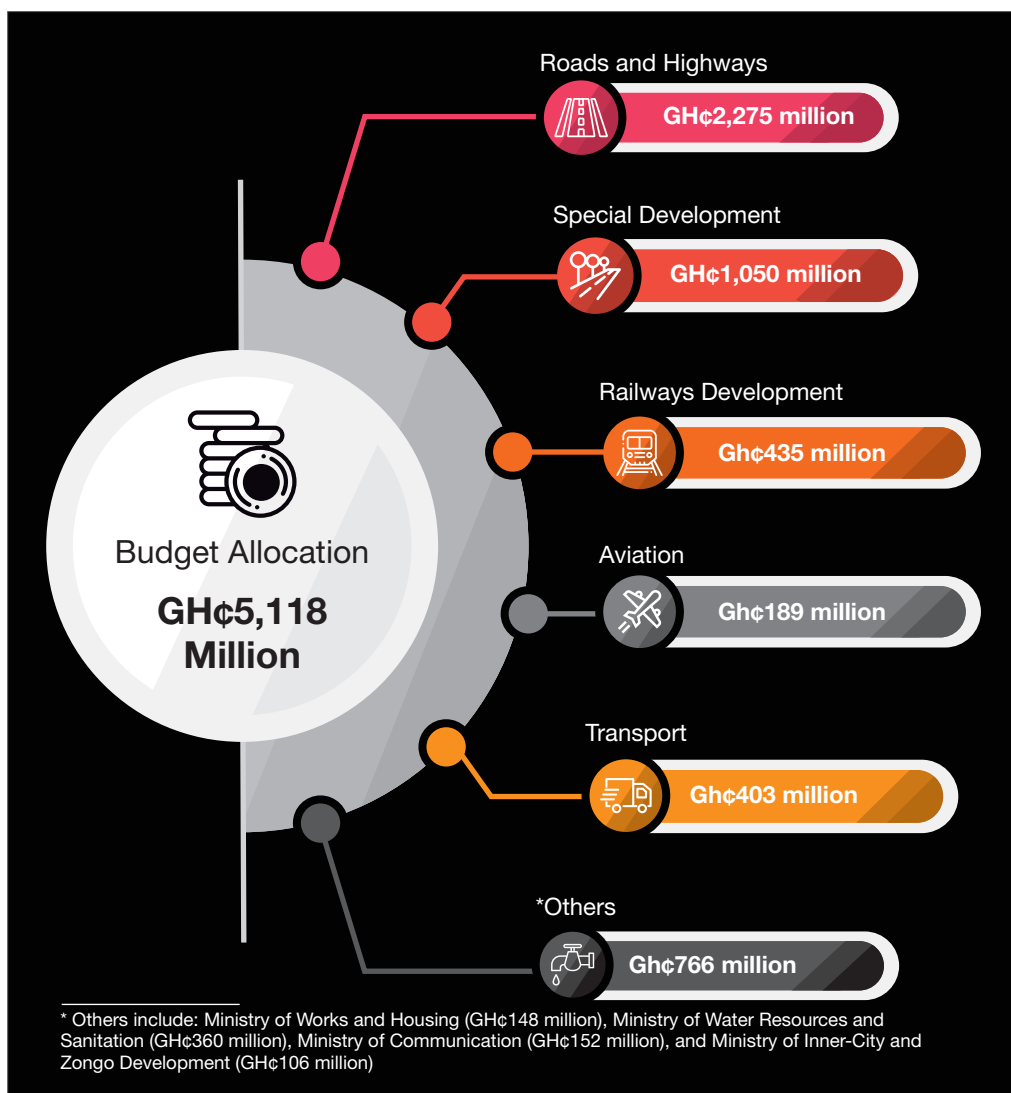 Roads and Highways
GH¢2,275 million
Special Development
GH¢1,050 million
Railways Development
Gh¢435 million
Budget Allocation
GH¢5,118
Million
Aviation
Gh¢189 million
Transport
Gh¢403 million
*Others
Gh¢766 million
* Others include: Ministry of Works and Housing (GH¢148 million), Ministry of Water Resources and
Sanitation (GH¢360 million), Ministry of Communication (GH¢152 million), and Ministry of Inner-City and
Zongo Development (GH¢106 million)